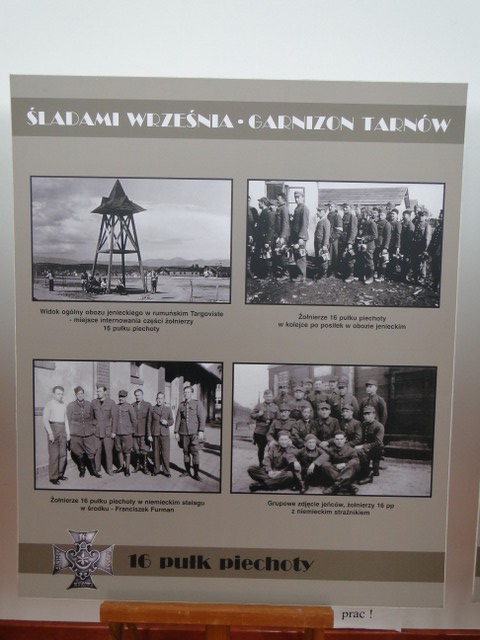 ŚLADAMI WRZEŚNIA • GARNIZON TARNÓW
Widok ogólny obozu jenieckiego w rumuńskim Targoviste
- miejsce internowania części żołnierzy
16 pułku piechoty
Żołnierze 16 pułku piechoty
w kolejce po posiłek w obozie jenieckim
Żołnierze 16 pułku piechoty w niemieckim stalagu
w środku - Franciszek Furman
Grupowe zdjęcie jeńców, żołnierzy 16 pp
z niemieckim strażnikiem
16 pułk piechoty
prac !